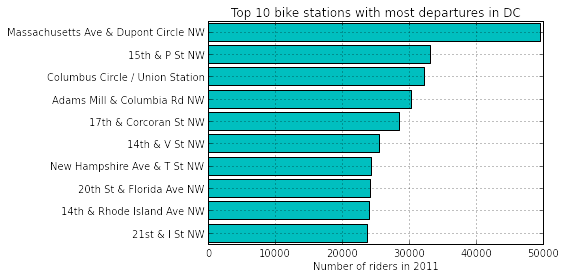 Top 10 bike stations with most departures in DC
Massachusetts Ave & Dupont Circle NW
15th & P St NW
Columbus Circle / Union Station
Adams Mill & Columbia Rd NW
17th & Corcoran St NW
14th & V St NW
New Hampshire Ave & T St NW
20th St & Florida Ave NW
14th & Rhode Island Ave NW
21st & I St NW
0 10000 20000 30000 40000 50000
Number of riders in 2011